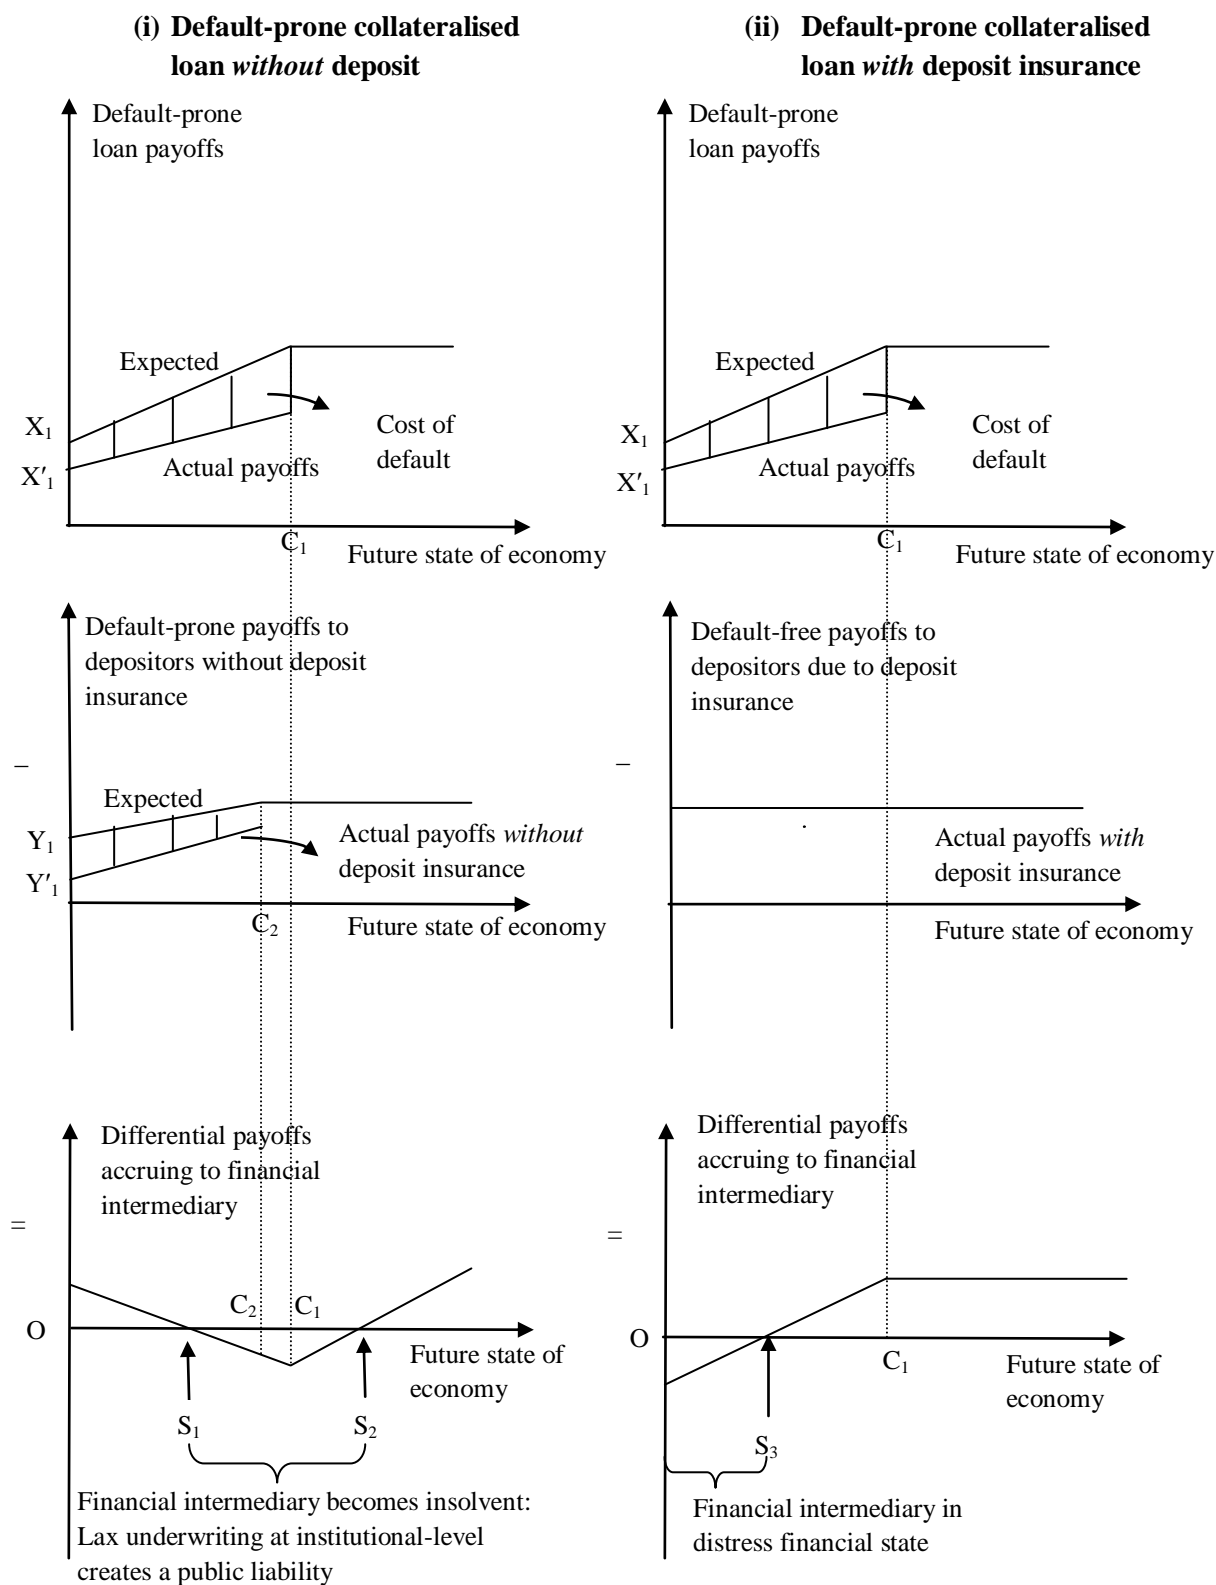 (i) Default-prone collateralised
loan without deposit
(ii) Default-prone collateralised
loan with deposit insurance
Default-prone
loan payoffs
Expected
X₁
X′₁
Actual payoffs
Cost of
default
C₁
Future state of economy
Default-prone
loan payoffs
Expected
X₁
X′₁
Actual payoffs
Cost of
default
C₁
Future state of economy
–
Default-prone payoffs to
depositors without deposit
insurance
Expected
Y₁
Y′₁
Actual payoffs without
deposit insurance
C₂
Future state of economy
–
Default-free payoffs to
depositors due to deposit
insurance
Actual payoffs with
deposit insurance
Future state of economy
=
Differential payoffs
accruing to financial
intermediary
O
C₂
C₁
Future state of
economy
S₁
S₂
Financial intermediary becomes insolvent:
Lax underwriting at institutional-level
creates a public liability
=
Differential payoffs
accruing to financial
intermediary
O
C₁
Future state of
economy
S₃
Financial intermediary in
distress financial state